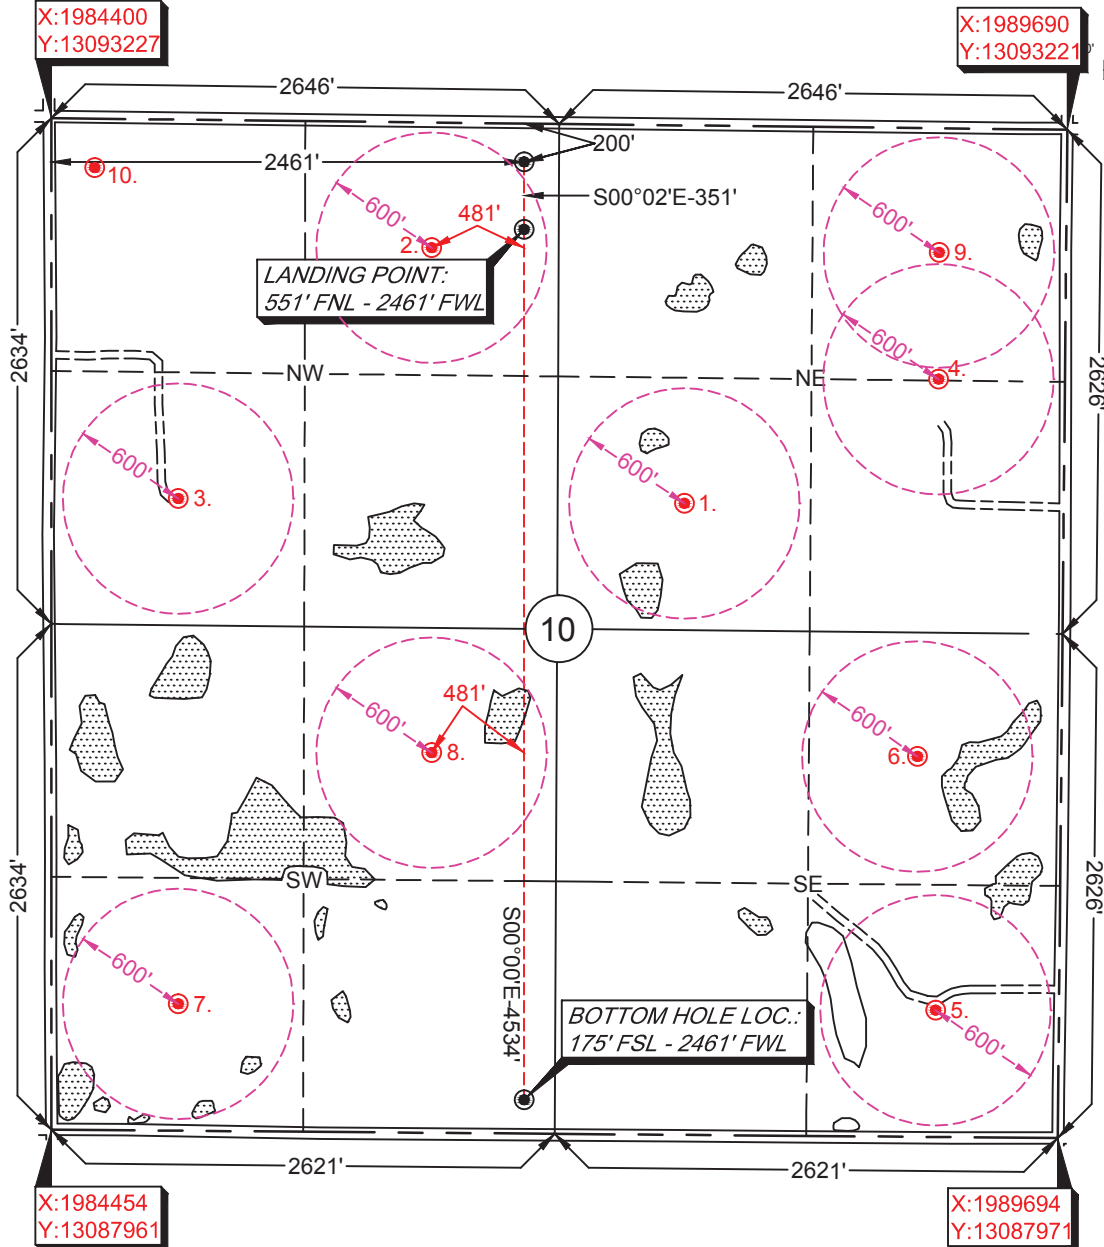 X:1984400
Y:13093227
X:1989690
Y:13093221
2646'
2646'
200'
2461'
10.
S00°02'E-351'
600'
481'
2.
600'
9.
LANDING POINT:
551' FNL - 2461' FWL
2634'
NW
NE
600'
4.
2626'
600'
3.
600'
1.
10
481'
600'
8.
600'
6.
2634'
SW
SE
2626'
S00°00'E-4534'
600'
7.
BOTTOM HOLE LOC.:
175' FSL - 2461' FWL
5.
600'
2621'
2621'
X:1984454
Y:13087961
X:1989694
Y:13087971